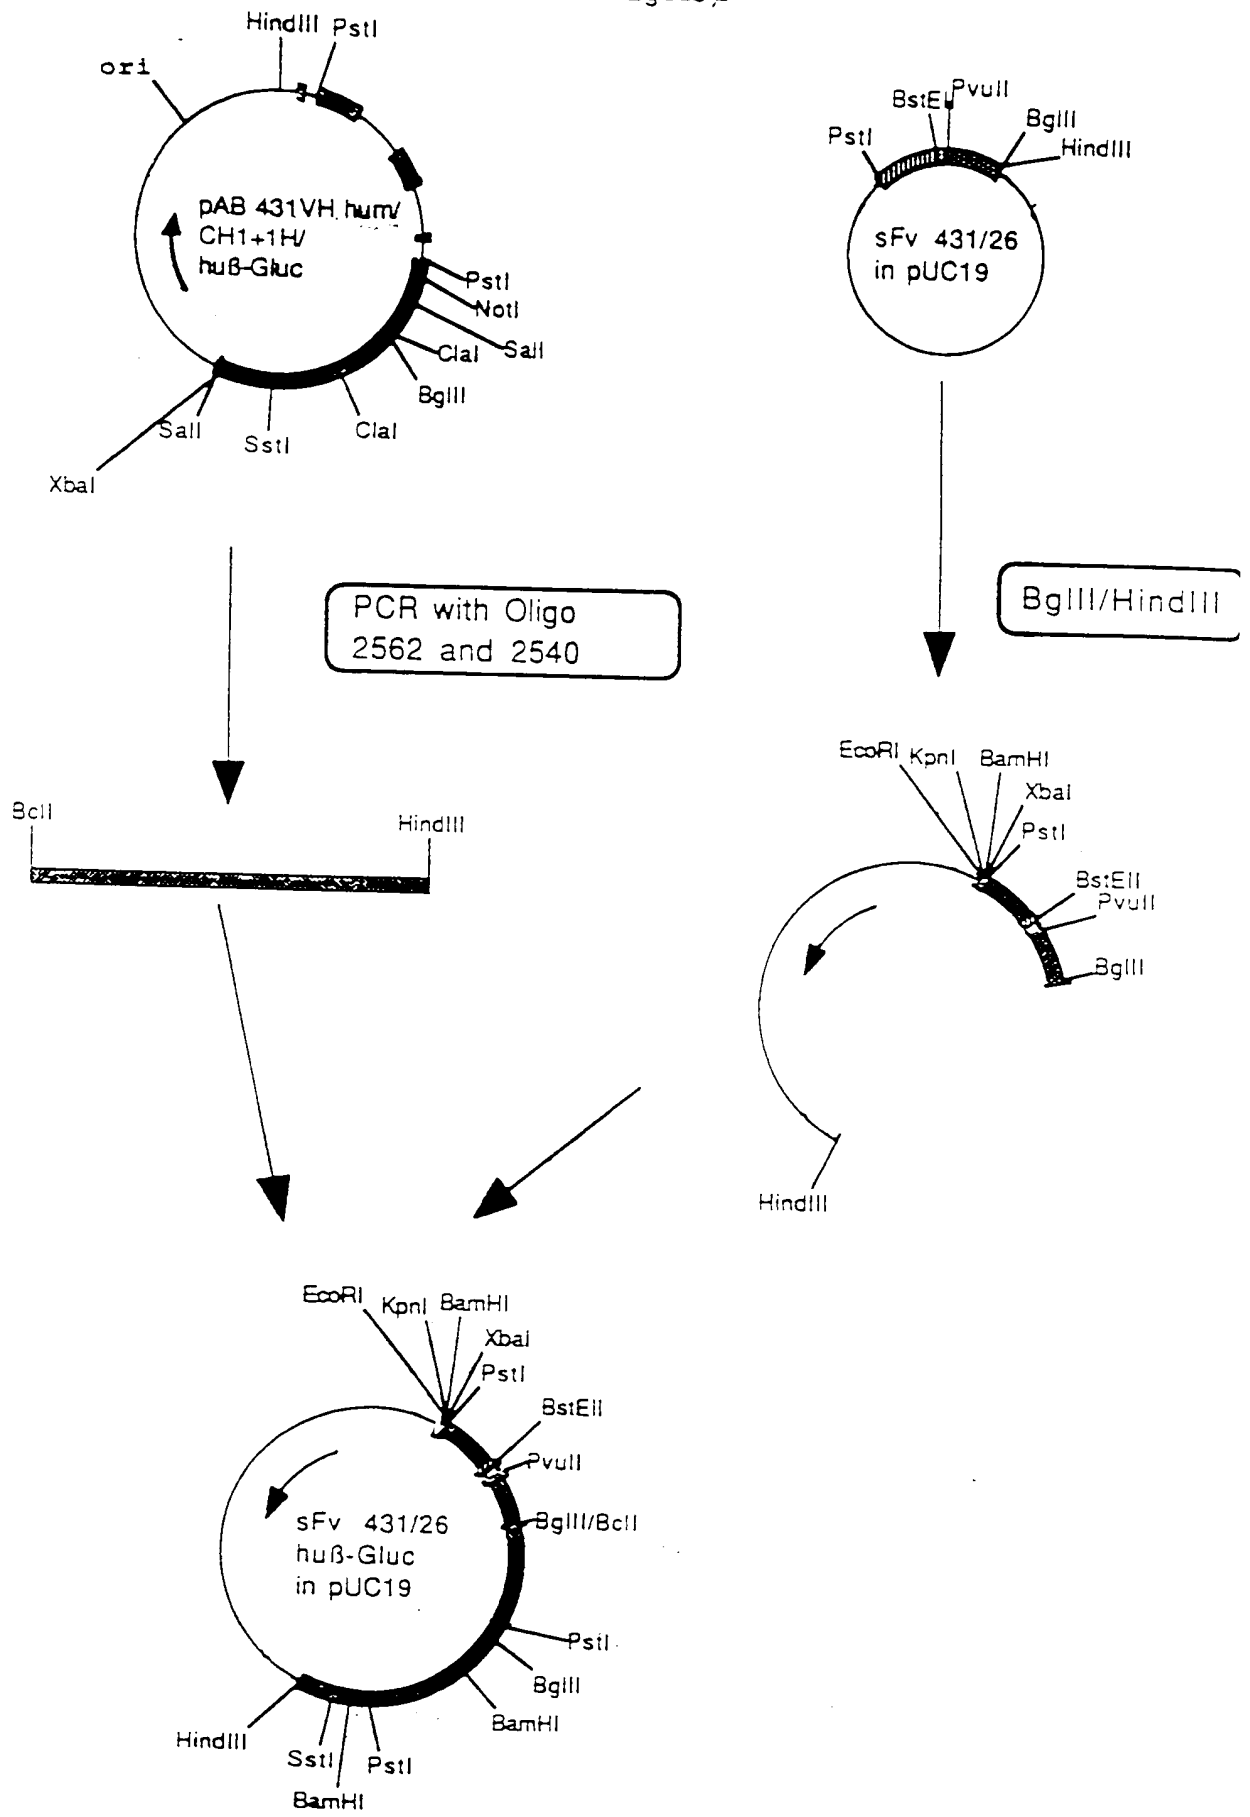 HindIII PstI
ori
pAB 431VH hum/
CH1+1H/
huß-Gluc
PstI
NotI
SalI
ClaI
BglII
ClaI
SstI
SalI
XbaI
BstEII
PvuII
BglII
HindIII
PstI
sFv 431/26
in pUC19
PCR with Oligo
2562 and 2540
BglII/HindIII
BclI
HindIII
EcoRI KpnI BamHI
XbaI
PstI
BstEII
PvuII
BglII
HindIII
EcoRI KpnI BamHI
XbaI
PstI
BstEII
PvuII
BglII/BclI
sFv 431/26
huß-Gluc
in pUC19
PstI
BglII
BamHI
HindIII
SstI
PstI
BamHI